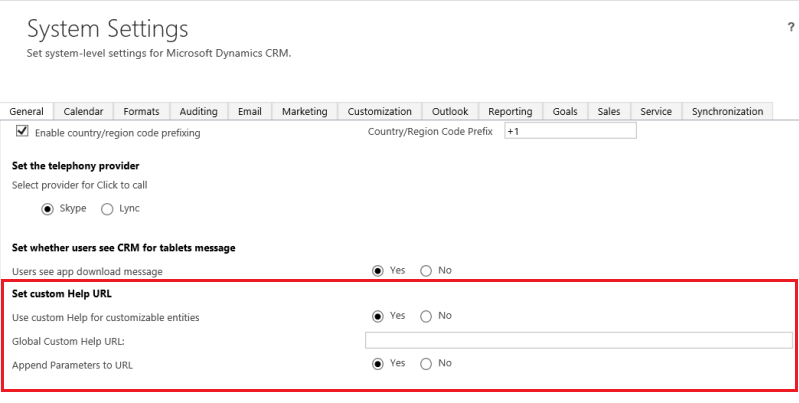 System Settings
?
Set system-level settings for Microsoft Dynamics CRM.
General Calendar Formats Auditing Email Marketing Customization Outlook Reporting Goals Sales Service Synchronization
Enable country/region code prefixing Country/Region Code Prefix +1
Set the telephony provider
Select provider for Click to call
Skype Lync
Set whether users see CRM for tablets message
Users see app download message Yes No
Set custom Help URL
Use custom Help for customizable entities Yes No
Global Custom Help URL:
Append Parameters to URL Yes No